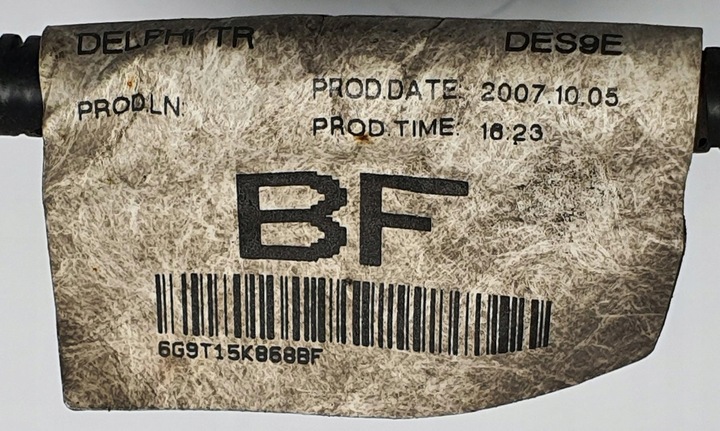 DELPHI TR DES9E
PROD.LN:
PROD.DATE: 2007.10.05
PROD.TIME: 16:23
BF
6G9T15K868BF